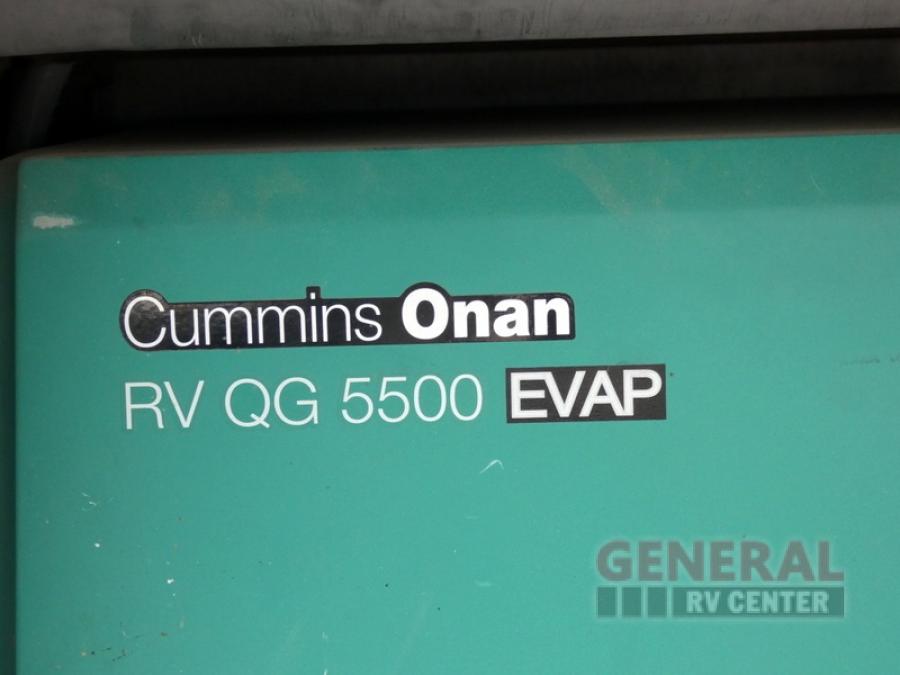 Cummins Onan
RV QG 5500 EVAP
GENERAL
RV CENTER